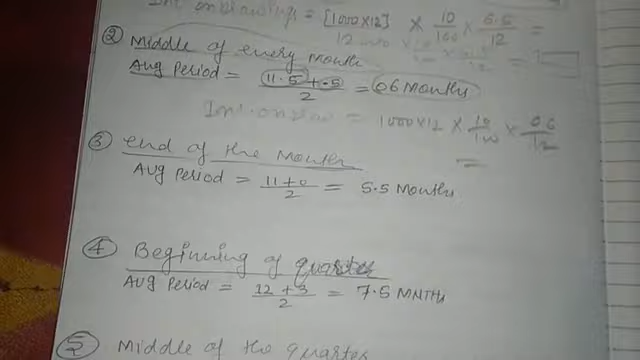 Int. on drawings = [1000×12] × 10/100 × 6.5/12 =
② Middle of every month
Avg Period = 11.5+.5/2 = 06 Months
Int. on = 1000×12 × 10/100 × 06/12
=
③ End of the Month
Avg Period = 11+0/2 = 5.5 Months
④ Beginning of quarter
Avg Period = 12+3/2 = 7.5 MNTHs
⑤ Middle of the quarter